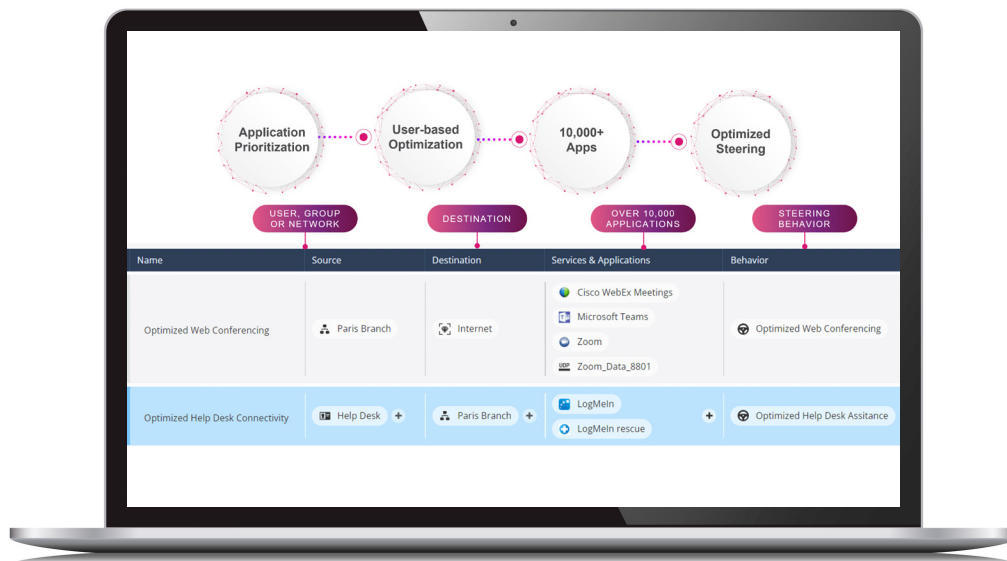 Application
Prioritization
User-based
Optimization
10,000+
Apps
Optimized
Steering
USER, GROUP
OR NETWORK
DESTINATION
OVER 10,000
APPLICATIONS
STEERING
BEHAVIOR
Name Source Destination Services & Applications Behavior
Optimized Web Conferencing
Paris Branch
Internet
Cisco WebEx Meetings
Microsoft Teams
Zoom
UDP Zoom_Data_8801
Optimized Web Conferencing
Optimized Help Desk Connectivity
Help Desk +
Paris Branch +
LogMeIn
LogMeIn rescue
+
Optimized Help Desk Assitance